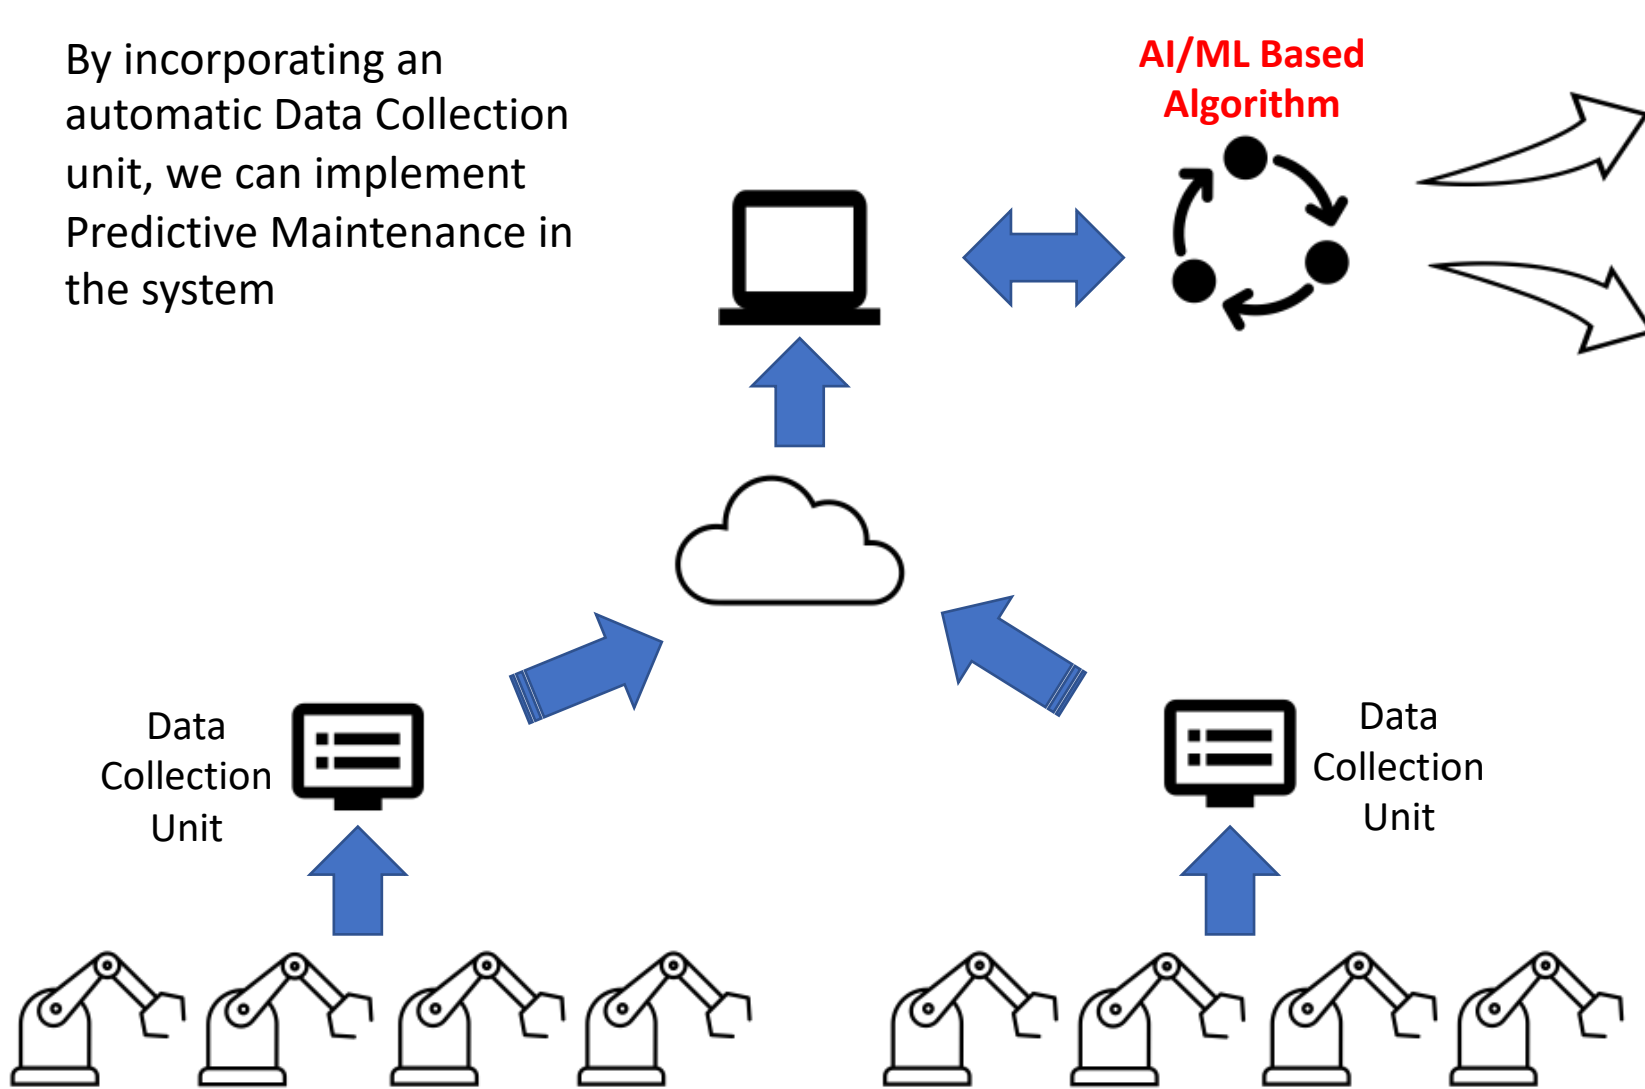 By incorporating an
automatic Data Collection
unit, we can implement
Predictive Maintenance in
the system
AI/ML Based
Algorithm
Data
Collection
Unit
Data
Collection
Unit